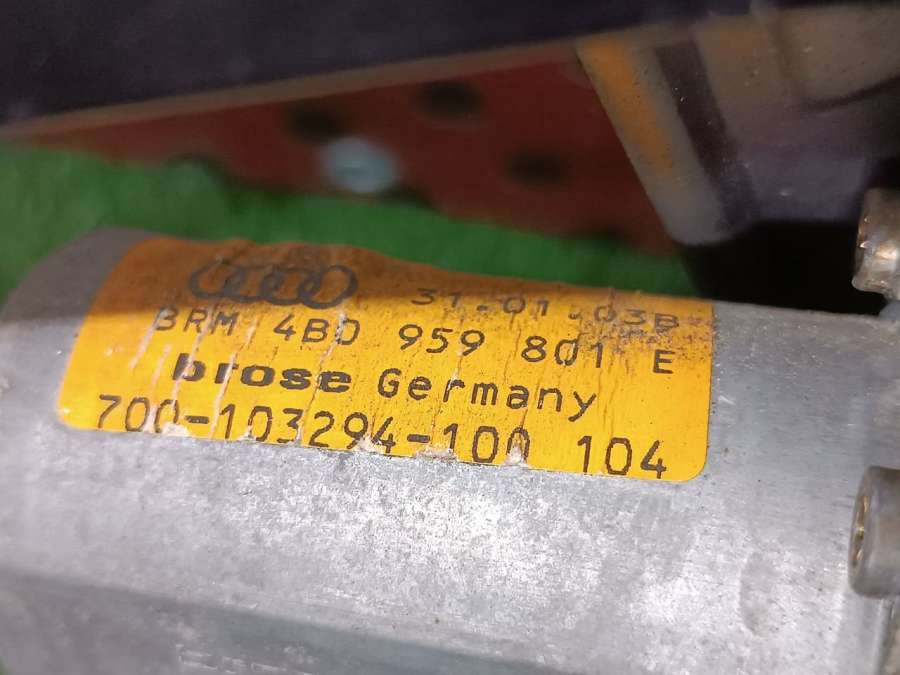 31.01.03B
BRM 4B0 959 801 E
brose Germany
700-103294-100 104